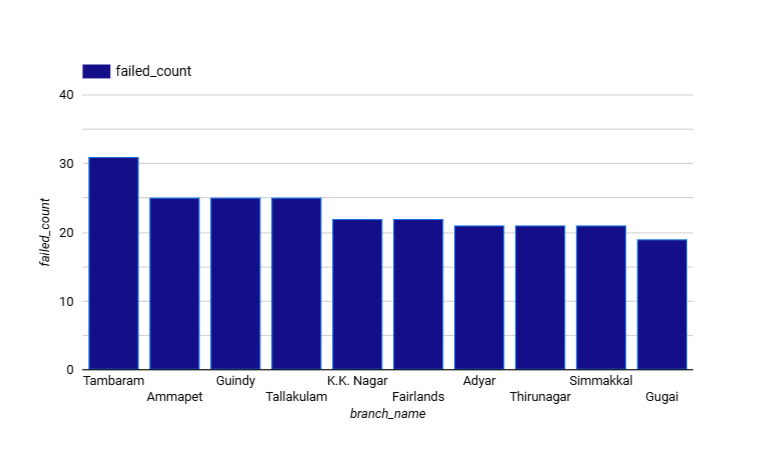 failed_count
40
30
20
10
0
failed_count
Tambaram
Ammapet
Guindy
Tallakulam
K.K. Nagar
Fairlands
Adyar
Thirunagar
Simmakkal
Gugai
branch_name